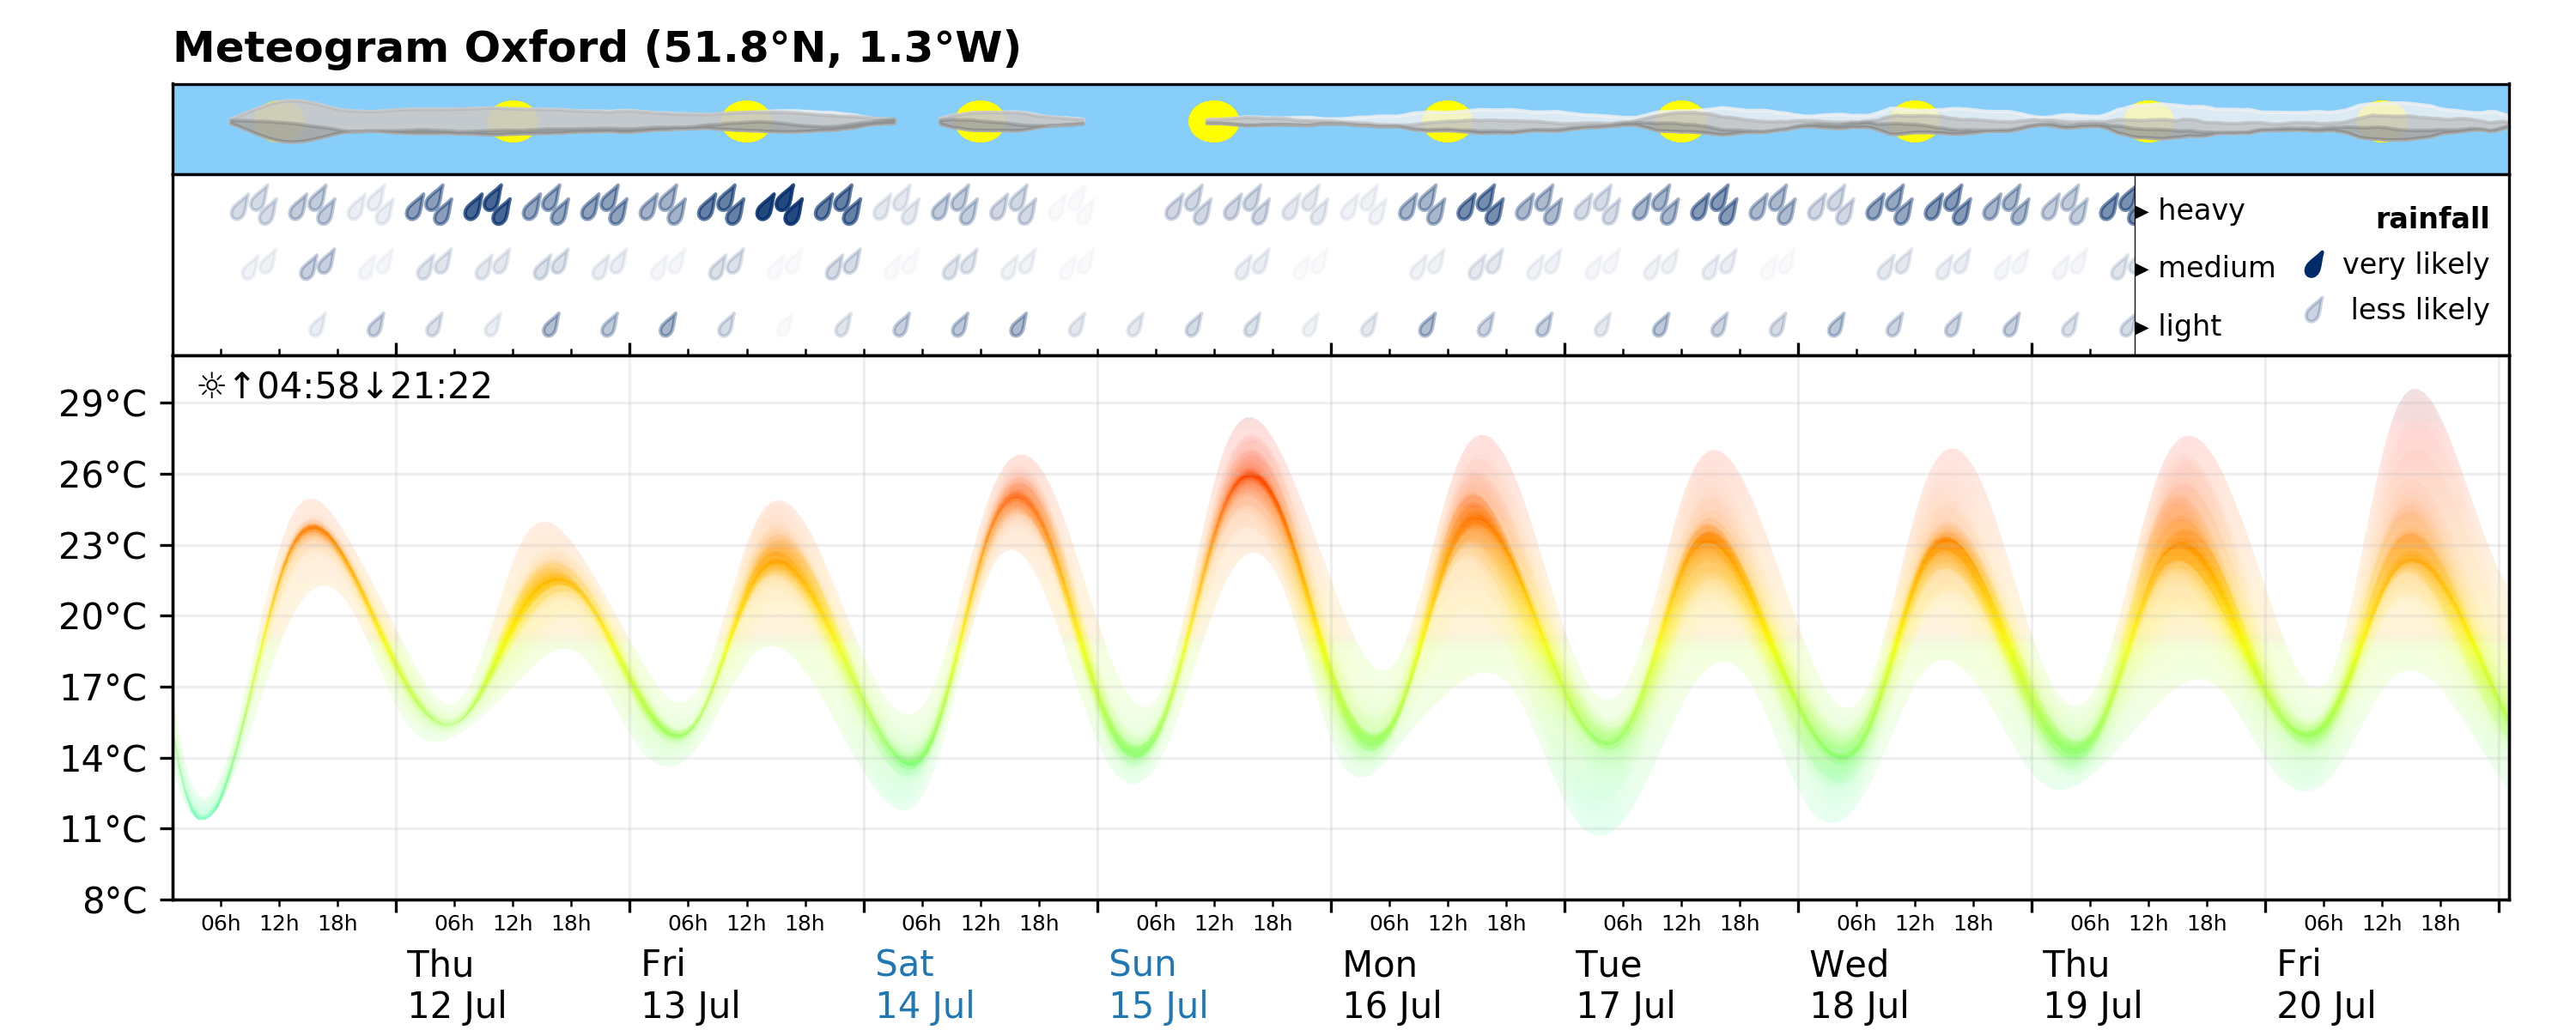 Meteogram Oxford (51.8°N, 1.3°W)
▸ heavy
rainfall
▸ medium
very likely
▸ light
less likely
☼↑04:58↓21:22
29°C
26°C
23°C
20°C
17°C
14°C
11°C
8°C
06h 12h 18h 06h 12h 18h 06h 12h 18h 06h 12h 18h 06h 12h 18h 06h 12h 18h 06h 12h 18h 06h 12h 18h 06h 12h 18h 06h 12h 18h
Thu Fri Sat Sun Mon Tue Wed Thu Fri
12 Jul 13 Jul 14 Jul 15 Jul 16 Jul 17 Jul 18 Jul 19 Jul 20 Jul